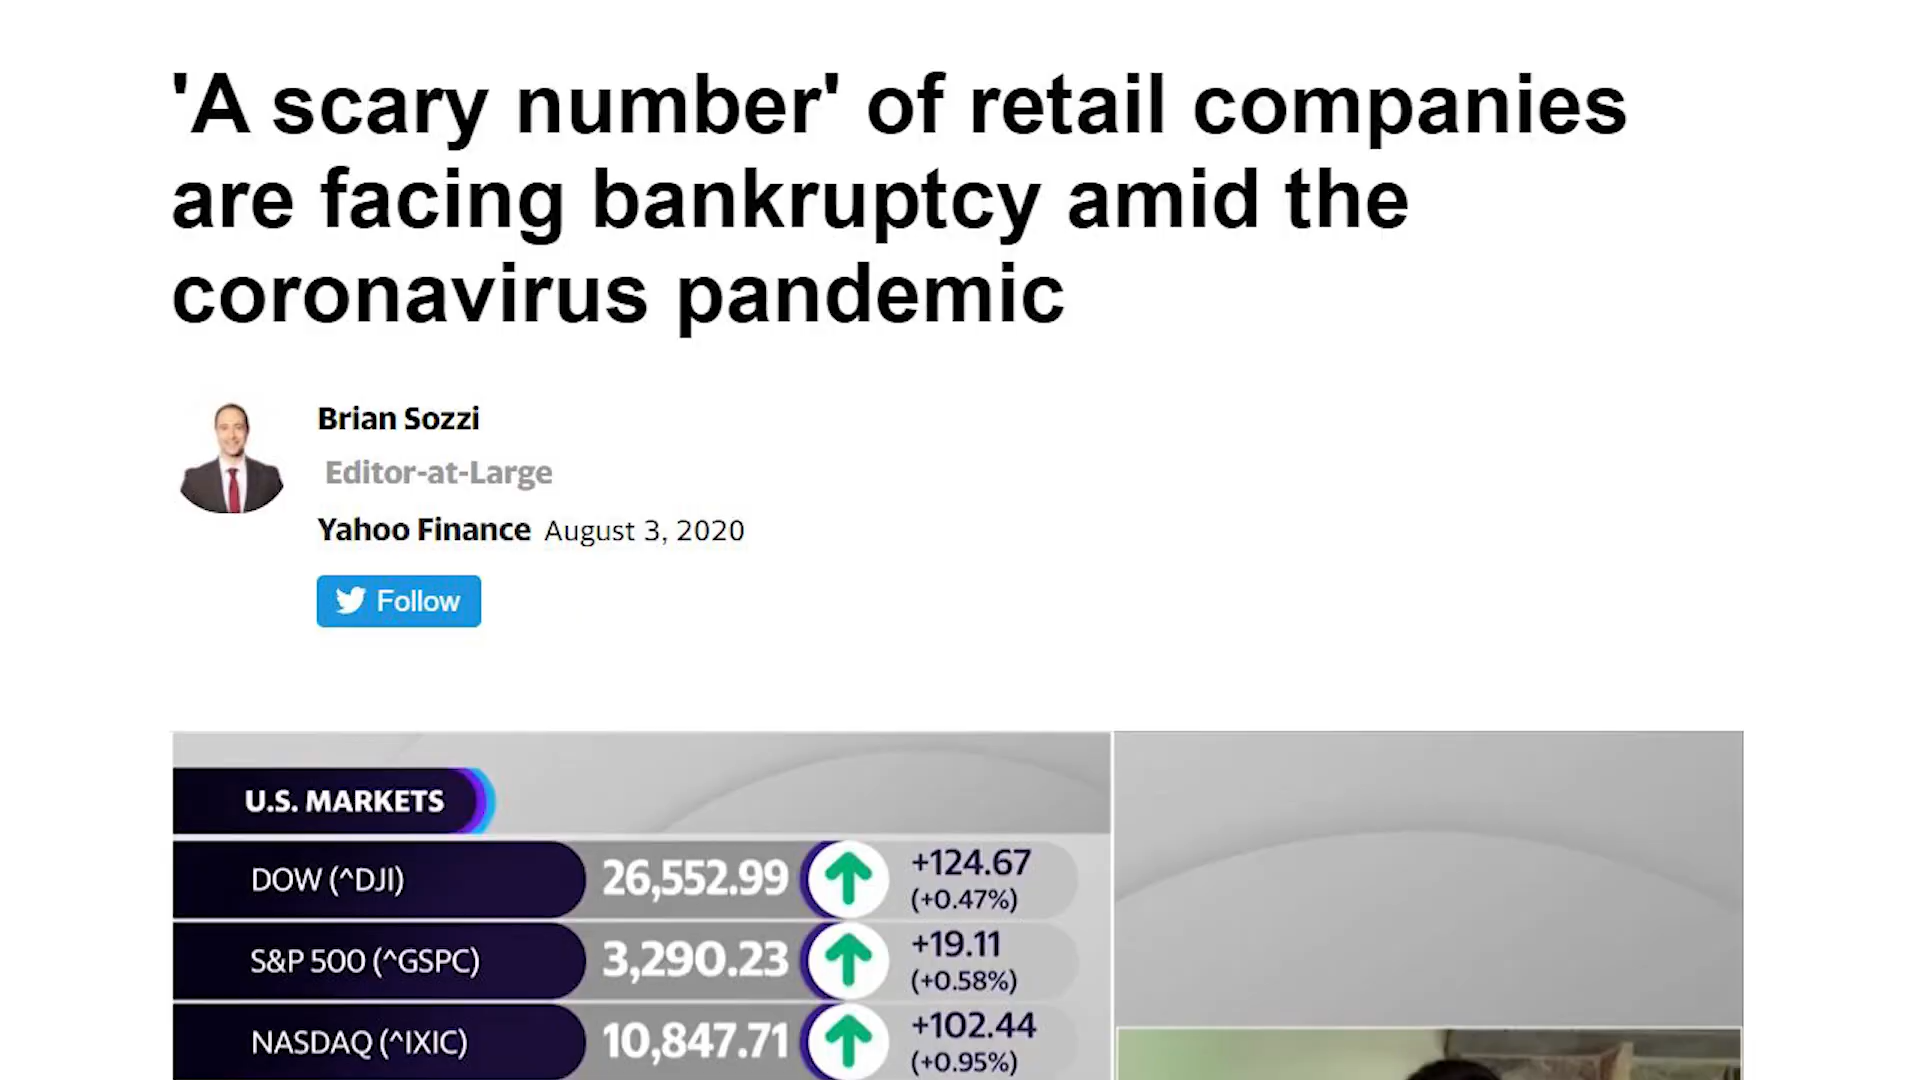 'A scary number' of retail companies
are facing bankruptcy amid the
coronavirus pandemic
Brian Sozzi
Editor-at-Large
Yahoo Finance August 3, 2020
Follow
U.S. MARKETS
DOW (^DJI) 26,552.99 +124.67
(+0.47%)
S&P 500 (^GSPC) 3,290.23 +19.11
(+0.58%)
NASDAQ (^IXIC) 10,847.71 +102.44
(+0.95%)